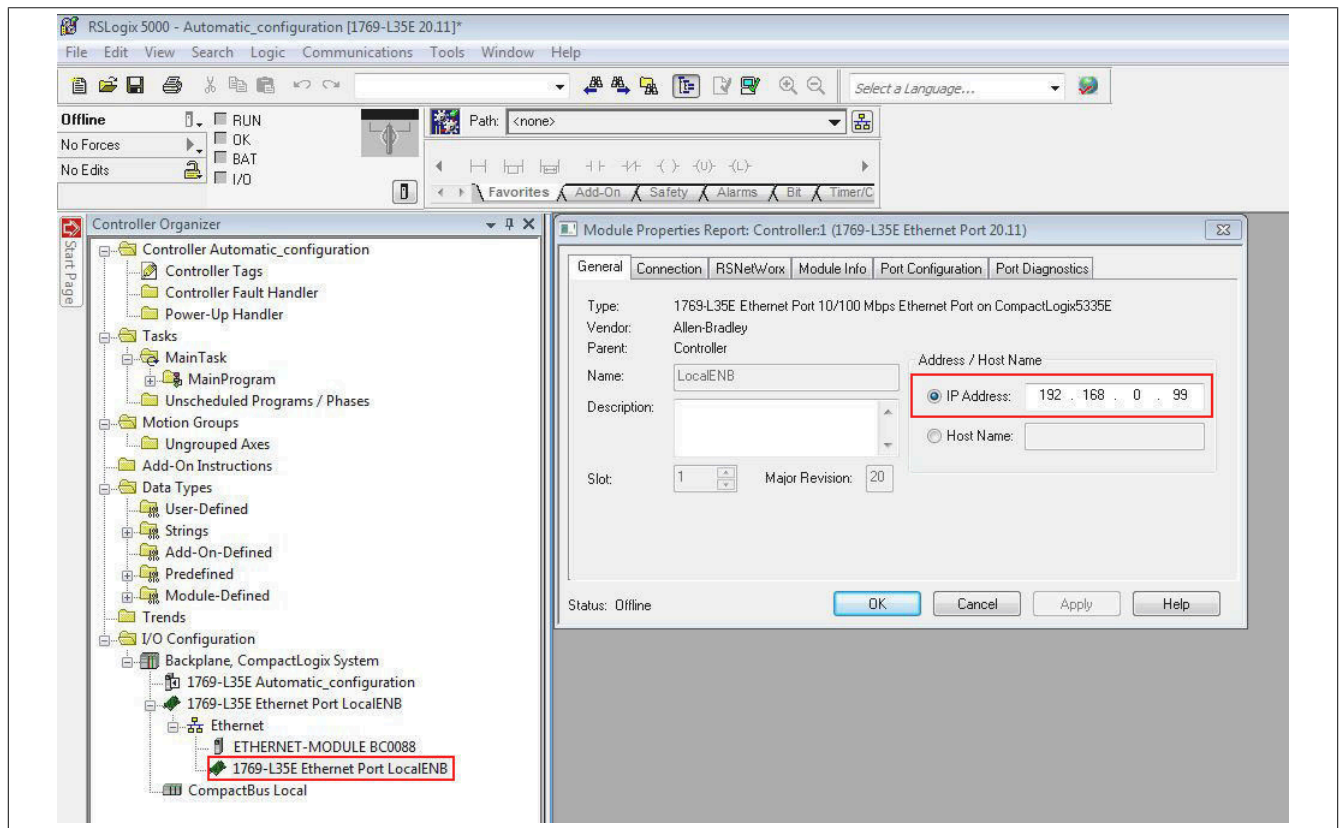 RSLogix 5000 - Automatic_configuration [1769-L35E 20.11]*
File Edit View Search Logic Communications Tools Window Help
Select a Language...
Offline
RUN
No Forces
OK
No Edits
BAT
I/O
Path: <none>
Favorites Add-On Safety Alarms Bit Timer/C
Start Page
Controller Organizer
Controller Automatic_configuration
Controller Tags
Controller Fault Handler
Power-Up Handler
Tasks
MainTask
MainProgram
Unscheduled Programs / Phases
Motion Groups
Ungrouped Axes
Add-On Instructions
Data Types
User-Defined
Strings
Add-On-Defined
Predefined
Module-Defined
Trends
I/O Configuration
Backplane, CompactLogix System
1769-L35E Automatic_configuration
1769-L35E Ethernet Port LocalENB
Ethernet
ETHERNET-MODULE BC0088
1769-L35E Ethernet Port LocalENB
CompactBus Local
Module Properties Report: Controller:1 (1769-L35E Ethernet Port 20.11)
General Connection RSNetWorx Module Info Port Configuration Port Diagnostics
Type: 1769-L35E Ethernet Port 10/100 Mbps Ethernet Port on CompactLogix5335E
Vendor: Allen-Bradley
Parent: Controller
Name: LocalENB
Description:
Slot: 1 Major Revision: 20
Address / Host Name
IP Address: 192 . 168 . 0 . 99
Host Name:
Status: Offline
OK Cancel Apply Help